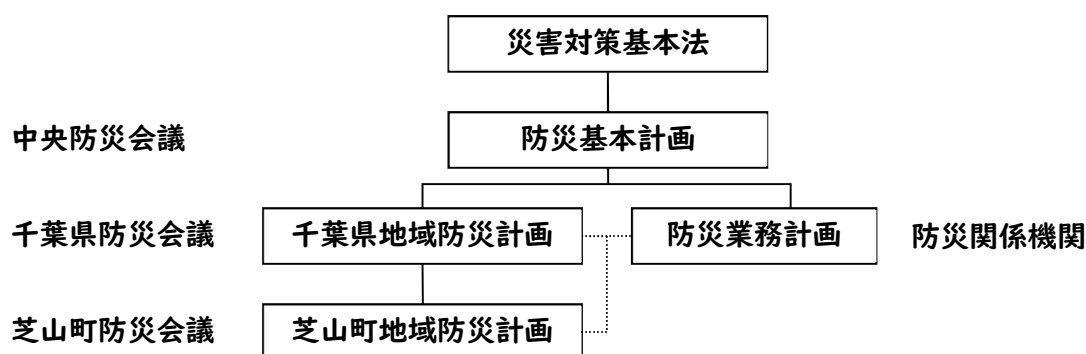 災害対策基本法
中央防災会議 防災基本計画
千葉県防災会議 千葉県地域防災計画 防災業務計画 防災関係機関
芝山町防災会議 芝山町地域防災計画